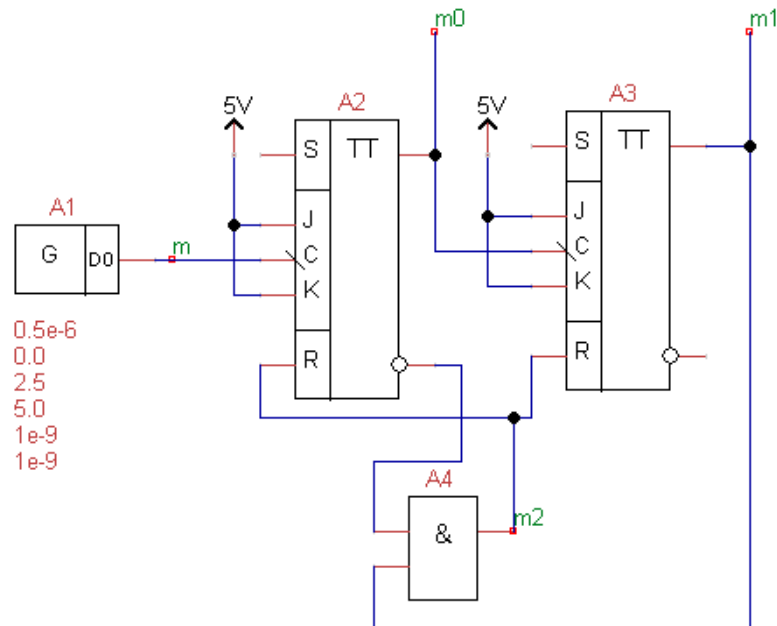 m0
m1
A3
A2
5V
5V
S
TT
S
TT
A1
J
J
m
G
D0
C
C
K
K
0.5e-6
0.0
2.5
5.0
1e-9
1e-9
R
R
A4
m2
&